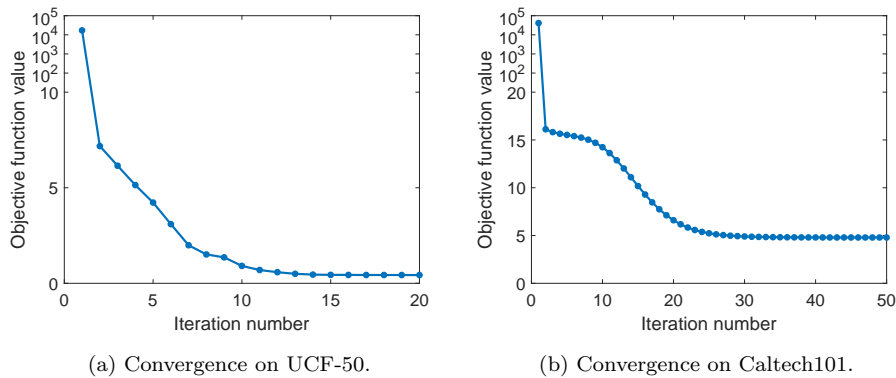 10^5
10^4
10^3
10^2
10
5
0
Objective function value
0 5 10 15 20
Iteration number
(a) Convergence on UCF-50.
10^5
10^4
10^3
10^2
20
15
10
5
0
Objective function value
0 10 20 30 40 50
Iteration number
(b) Convergence on Caltech101.